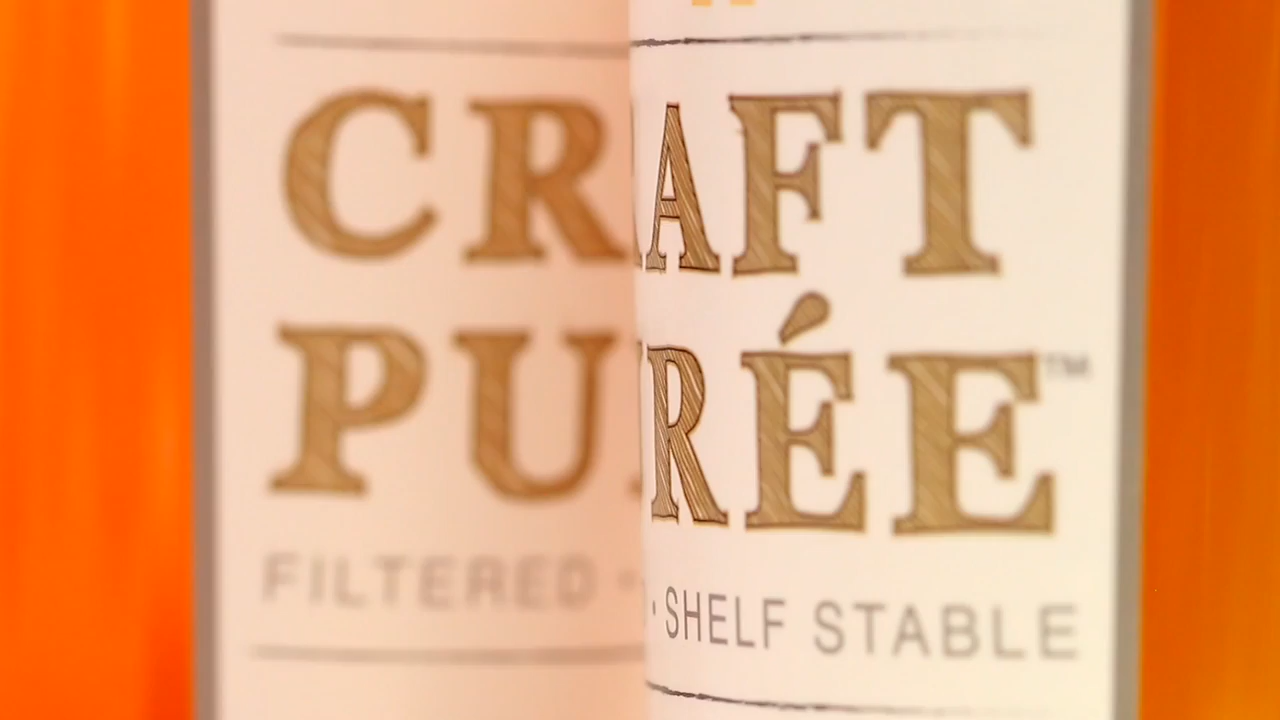 CRAFT
PURÉE™
FILTERED · SHELF STABLE